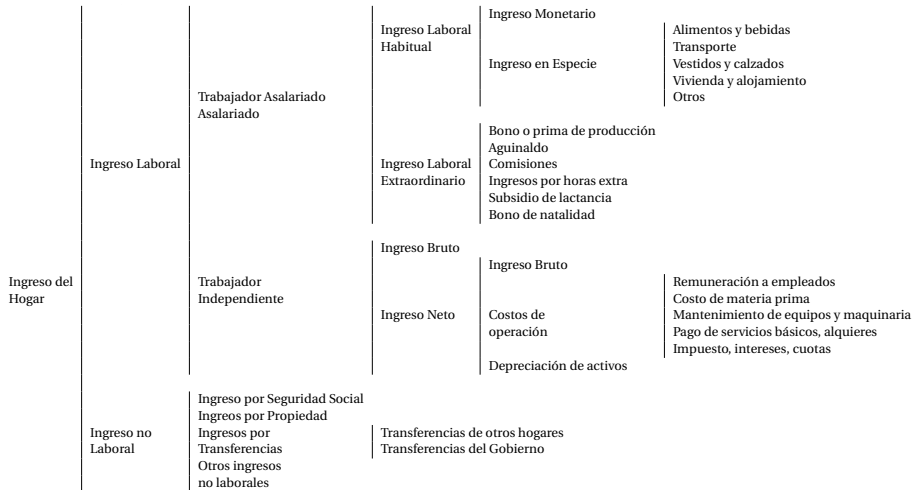 Ingreso del
Hogar
Ingreso Laboral
Trabajador Asalariado
Asalariado
Ingreso Laboral
Habitual
Ingreso Monetario
Ingreso en Especie
Alimentos y bebidas
Transporte
Vestidos y calzados
Vivienda y alojamiento
Otros
Ingreso Laboral
Extraordinario
Bono o prima de producción
Aguinaldo
Comisiones
Ingresos por horas extra
Subsidio de lactancia
Bono de natalidad
Trabajador
Independiente
Ingreso Bruto
Ingreso Neto
Ingreso Bruto
Costos de
operación
Remuneración a empleados
Costo de materia prima
Mantenimiento de equipos y maquinaria
Pago de servicios básicos, alquieres
Impuesto, intereses, cuotas
Depreciación de activos
Ingreso no
Laboral
Ingreso por Seguridad Social
Ingreos por Propiedad
Ingresos por
Transferencias
Transferencias de otros hogares
Transferencias del Gobierno
Otros ingresos
no laborales